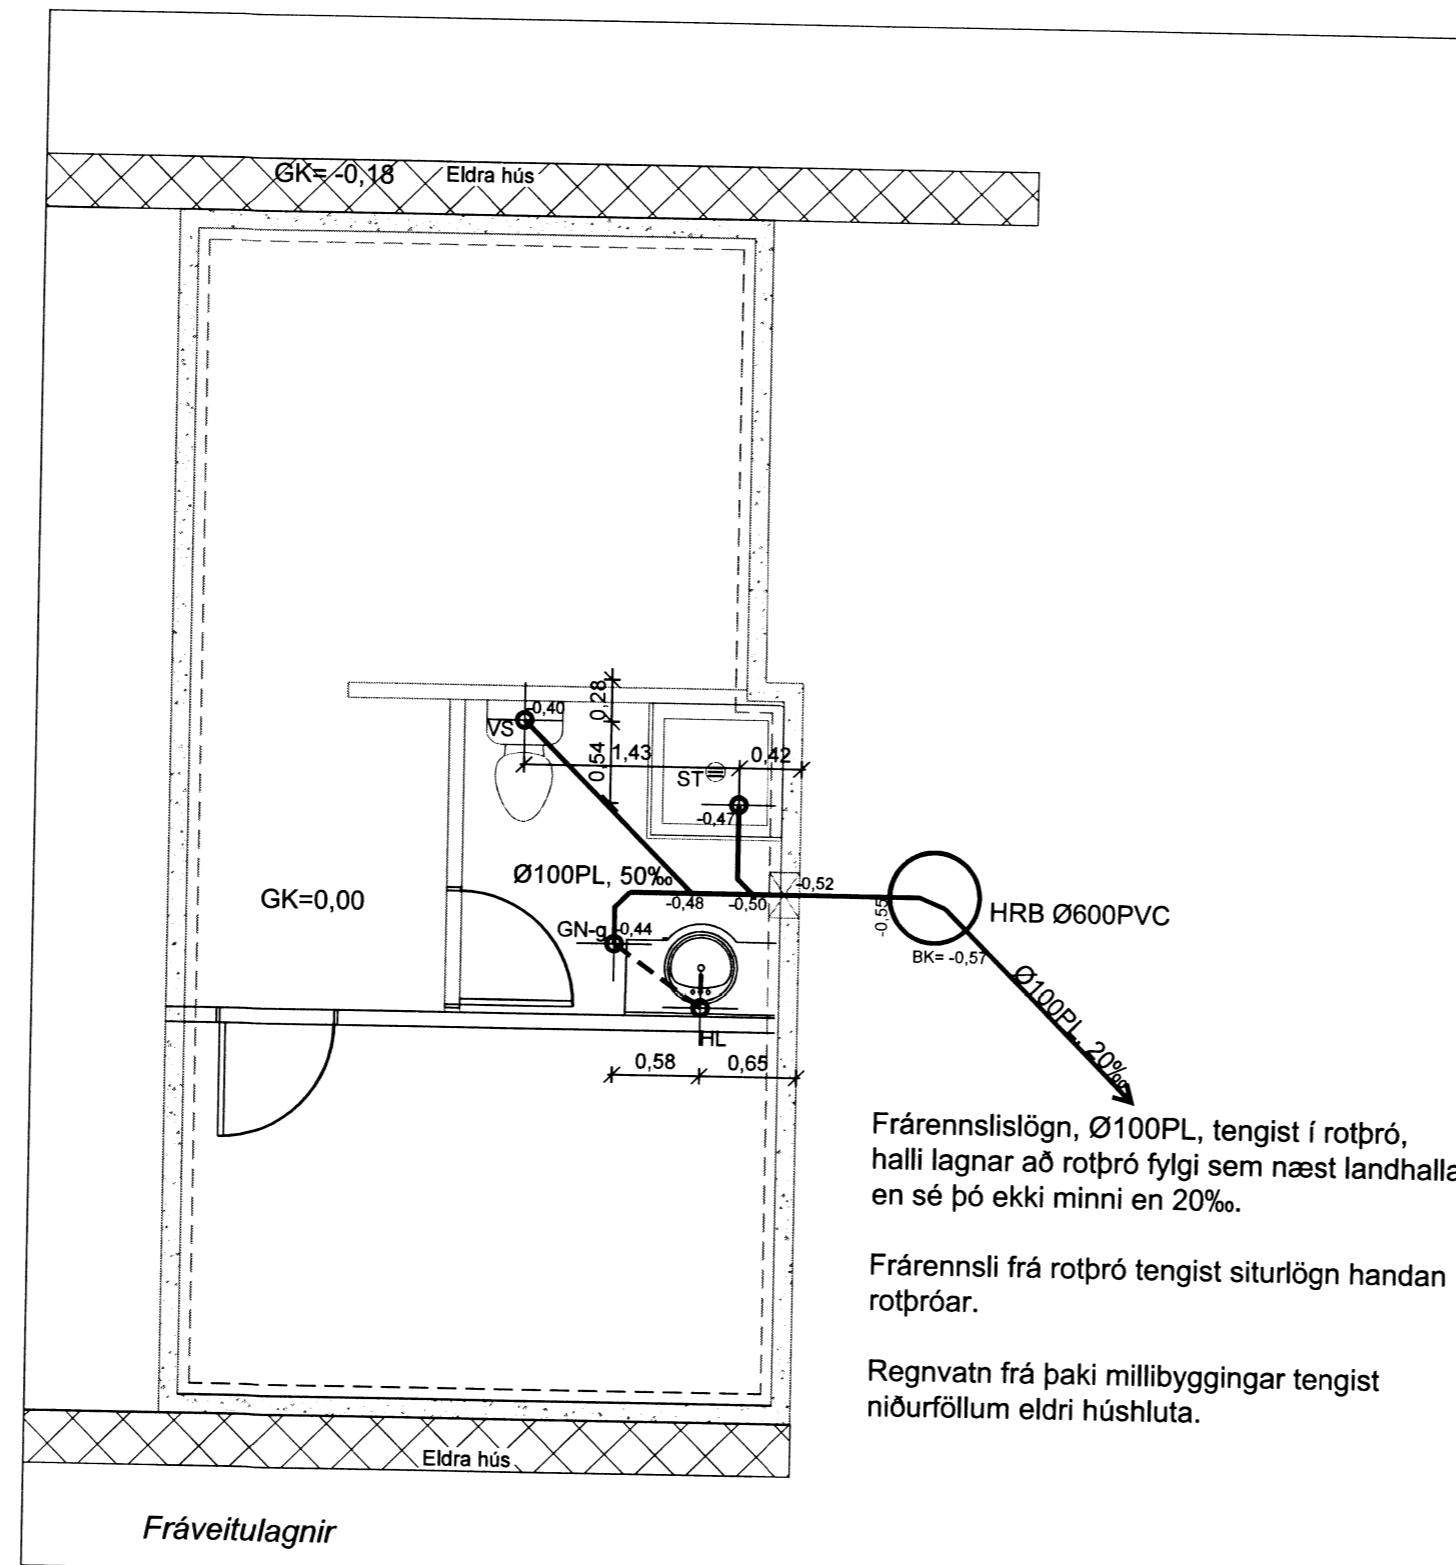 GK= -0,18
Eldra hús
0,28
-0,40
VS
0,54
1,43
0,42
ST
-0,47
Ø100PL, 50‰
-0,52
GK=0,00
-0,48
-0,50
-0,55
HRB Ø600PVC
GN-g
-0,44
BK= -0,57
Ø100PL, 20‰
HL
0,58
0,65
Frárennslislögn, Ø100PL, tengist í rotþró,
halli lagnar að rotþró fylgi sem næst landhalla
en sé þó ekki minni en 20‰.
Frárennsli frá rotþró tengist siturlögn handan
rotþróar.
Regnvatn frá þaki millibyggingar tengist
niðurföllum eldri húshluta.
Eldra hús
Fráveitulagnir